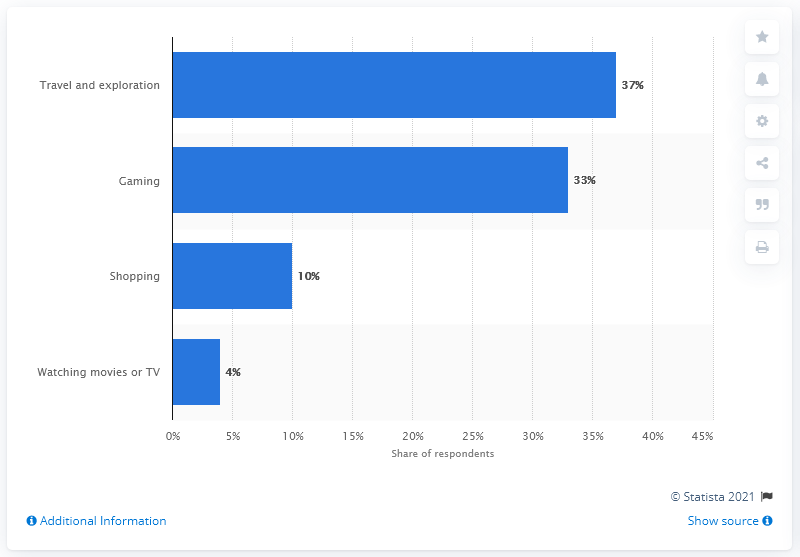 Travel and exploration 37%
Gaming 33%
Shopping 10%
Watching movies or TV 4%
0% 5% 10% 15% 20% 25% 30% 35% 40% 45%
Share of respondents
© Statista 2021
Additional Information Show source